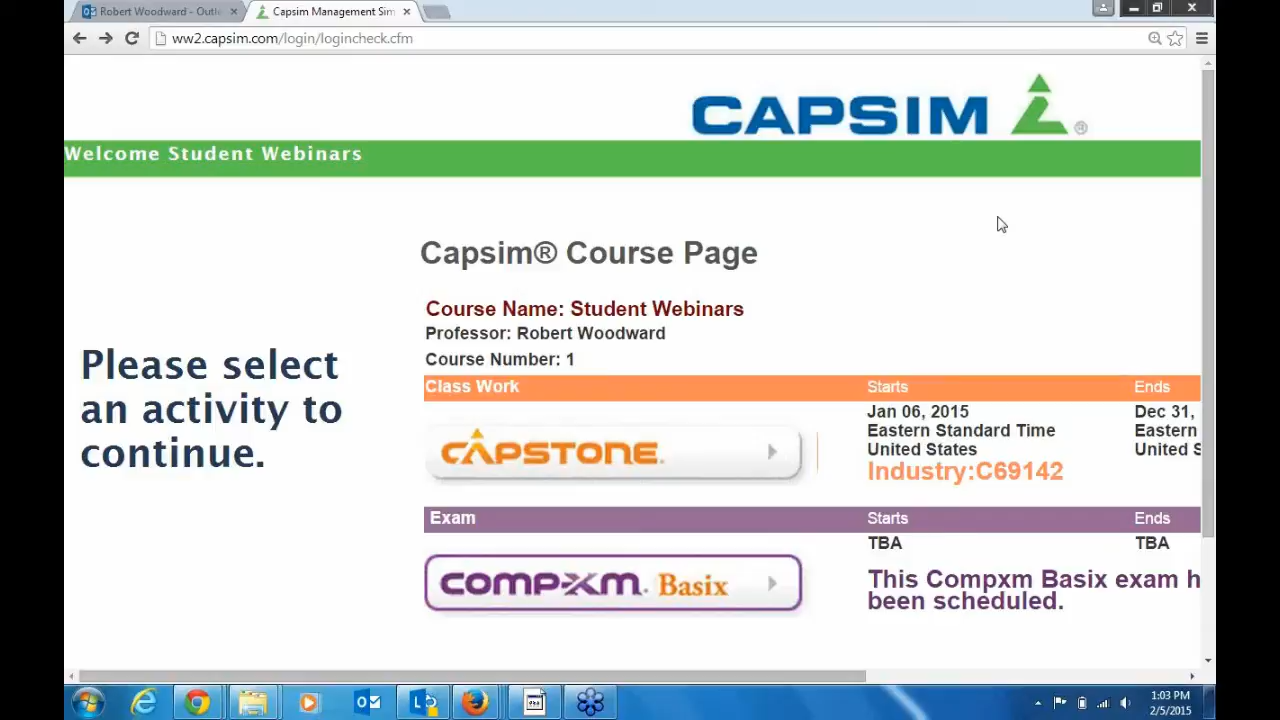 Robert Woodward - Outl
Capsim Management Sim
ww2.capsim.com/login/logincheck.cfm
CAPSIM ®
Welcome Student Webinars
Capsim® Course Page
Course Name: Student Webinars
Professor: Robert Woodward
Course Number: 1
Please select
an activity to
continue.
Class Work Starts Ends
CAPSTONE
Jan 06, 2015 Dec 31,
Eastern Standard Time Eastern
United States United S
Industry:C69142
Exam Starts Ends
TBA TBA
COMP-XM Basix
This Compxm Basix exam h
been scheduled.
1:03 PM
2/5/2015